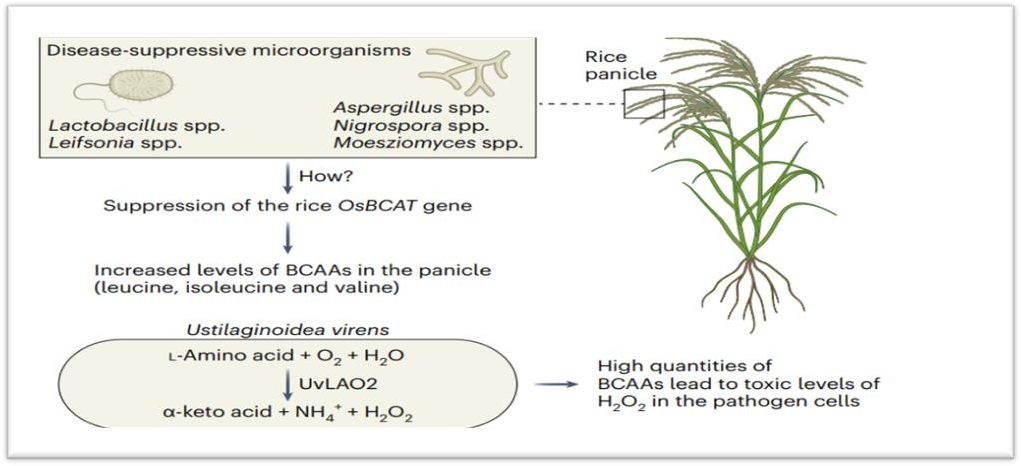 Disease-suppressive microorganisms
Lactobacillus spp.
Leifsonia spp.
Aspergillus spp.
Nigrospora spp.
Moesziomyces spp.
Rice
panicle
How?
Suppression of the rice OsBCAT gene
Increased levels of BCAAs in the panicle
(leucine, isoleucine and valine)
Ustilaginoidea virens
L-Amino acid + O₂ + H₂O
UvLAO2
α-keto acid + NH₄⁺ + H₂O₂
High quantities of
BCAAs lead to toxic levels of
H₂O₂ in the pathogen cells